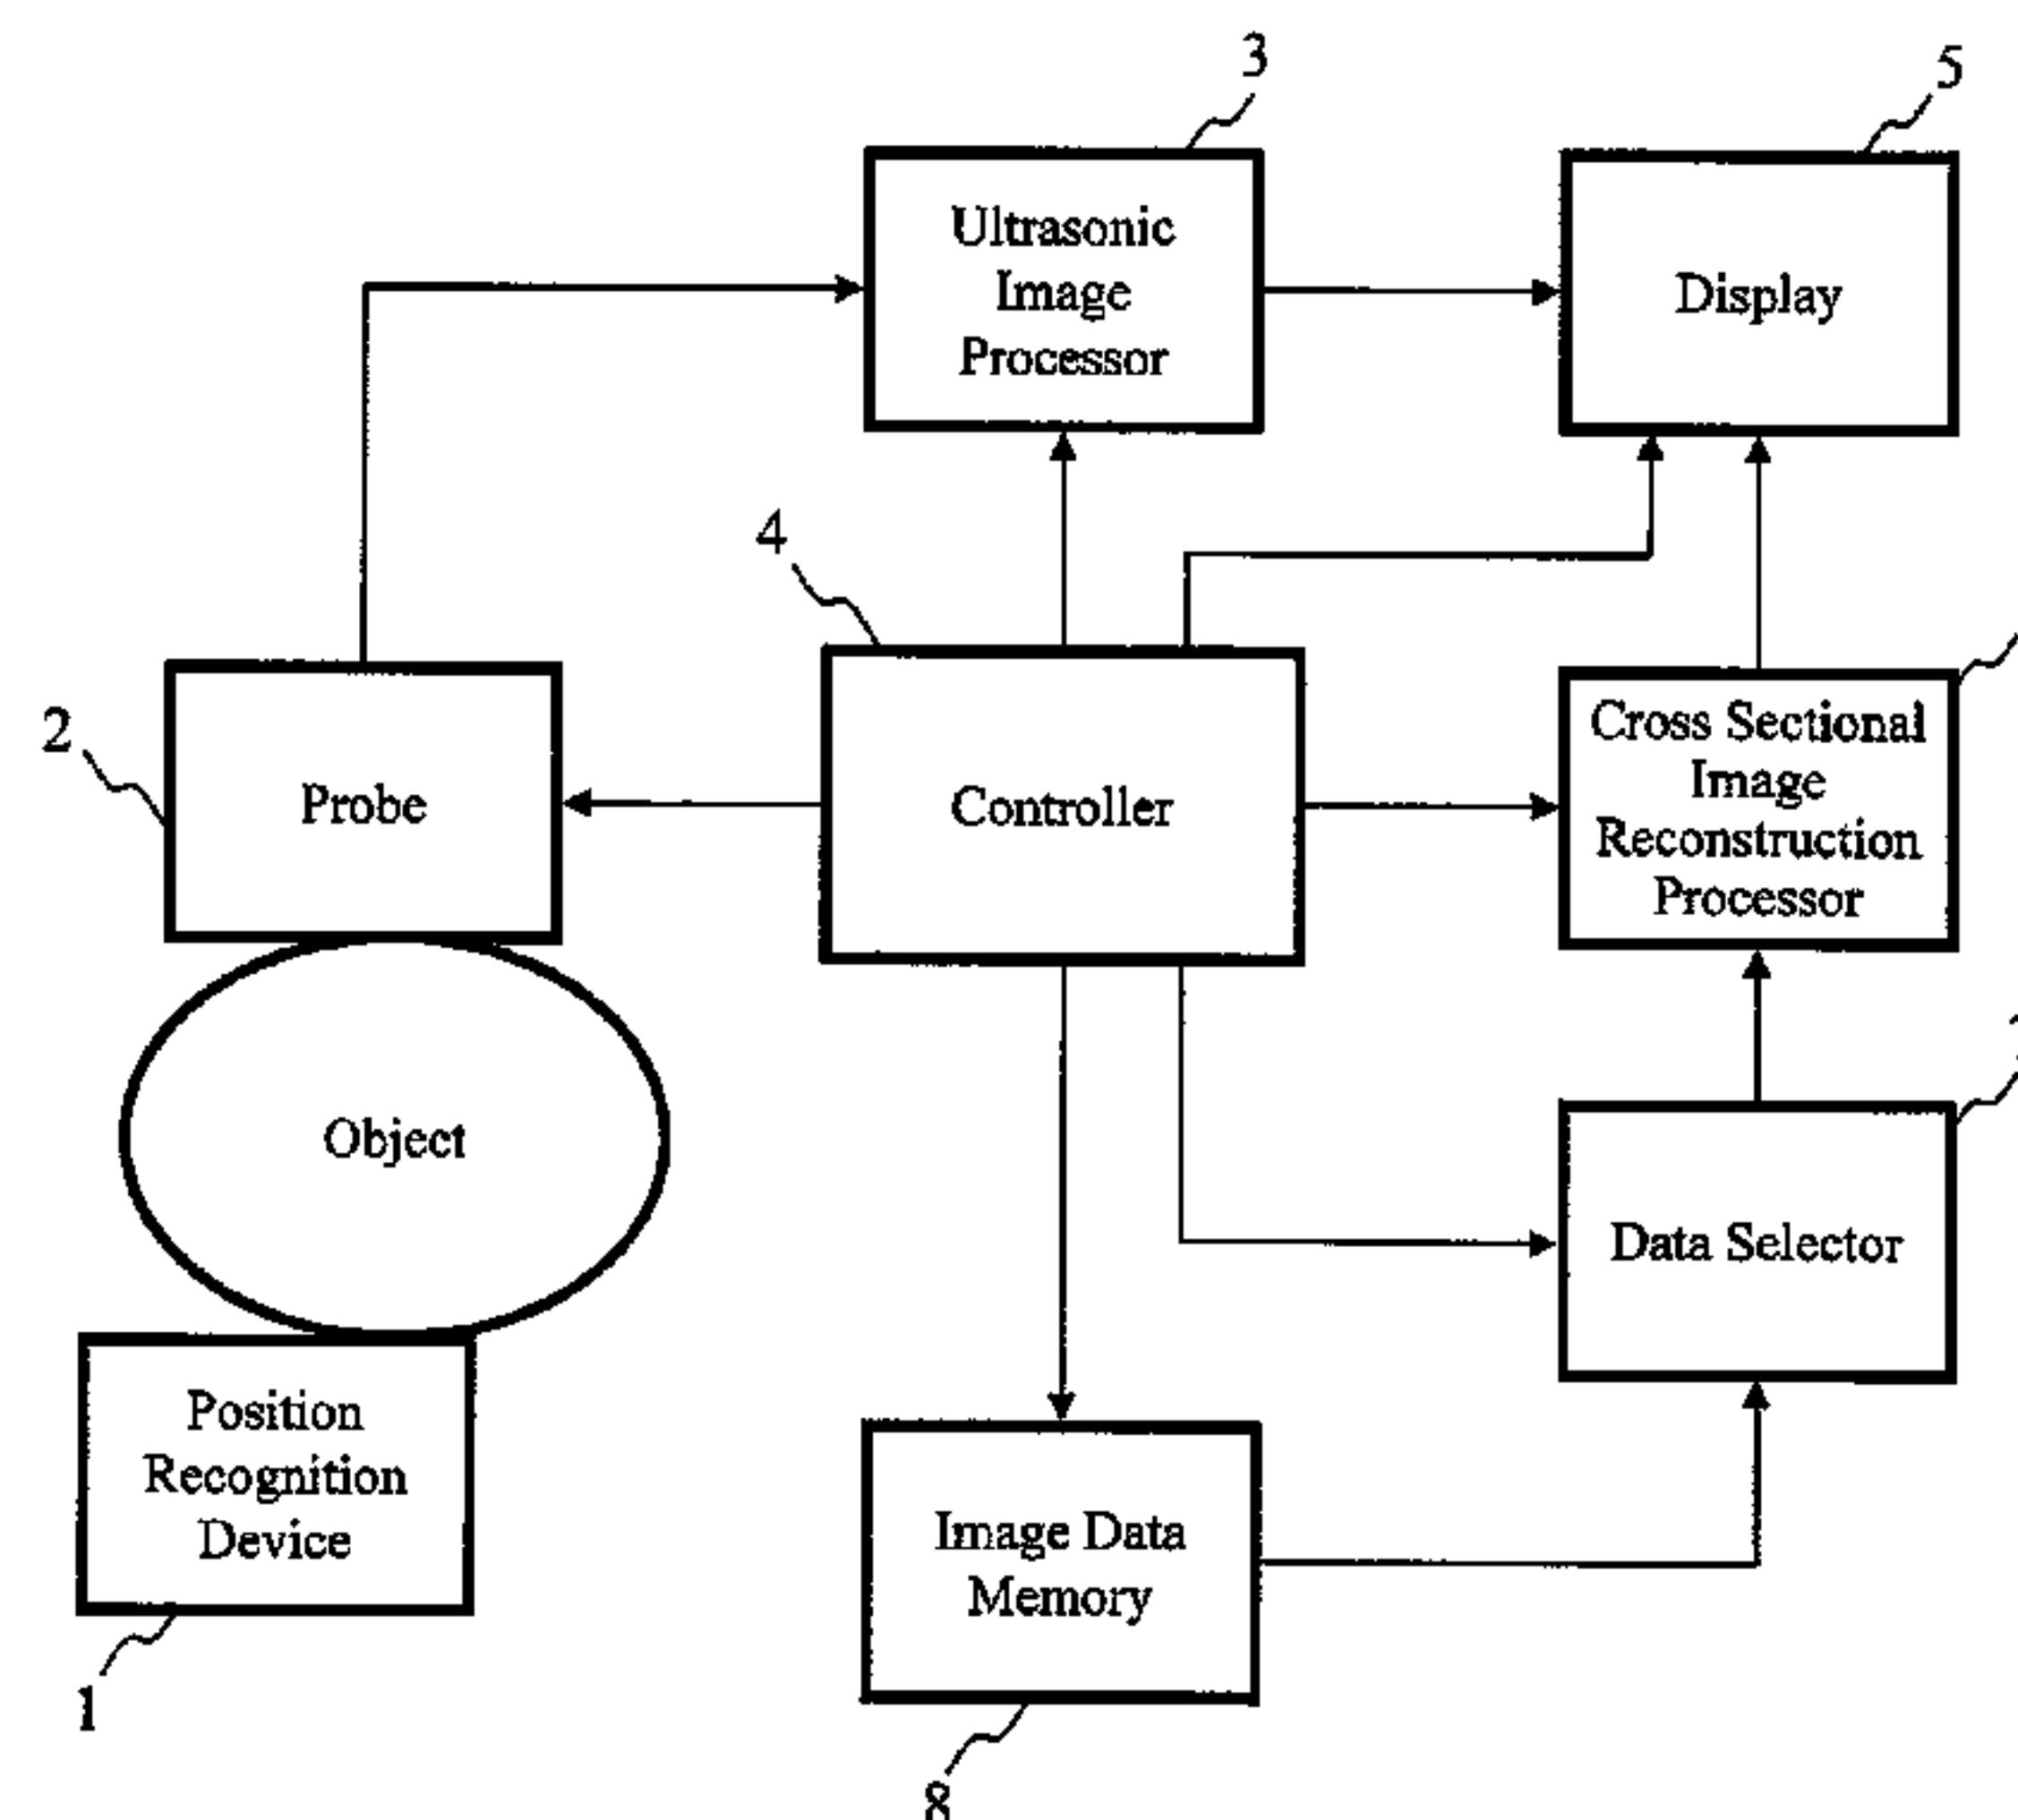 3
5
Ultrasonic
Image
Processor
Display
4
2
Probe
Controller
Cross Sectional
Image
Reconstruction
Processor
Object
Data Selector
Position
Recognition
Device
Image Data
Memory
1
8